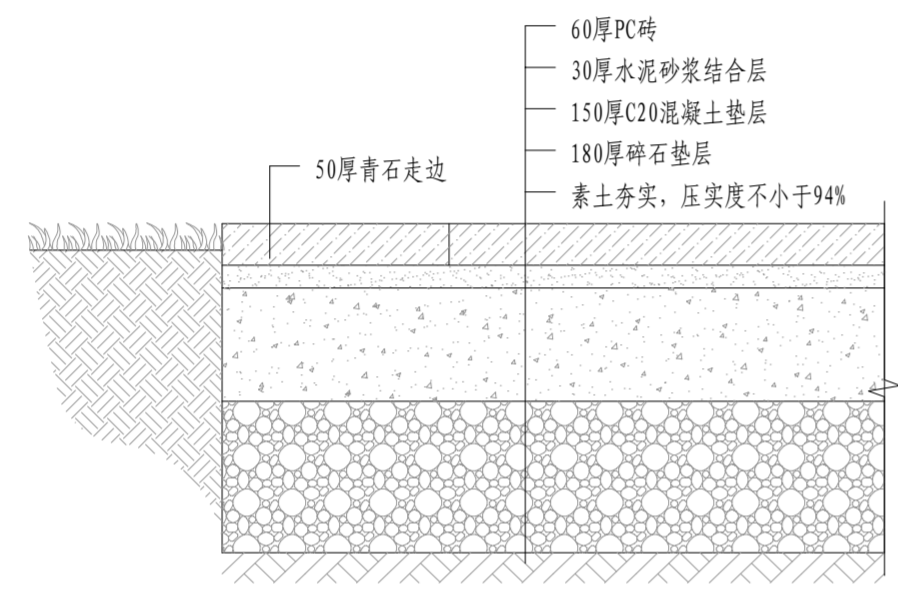 60厚PC砖
30厚水泥砂浆结合层
150厚C20混凝土垫层
180厚碎石垫层
50厚青石走边
素土夯实，压实度不小于94%